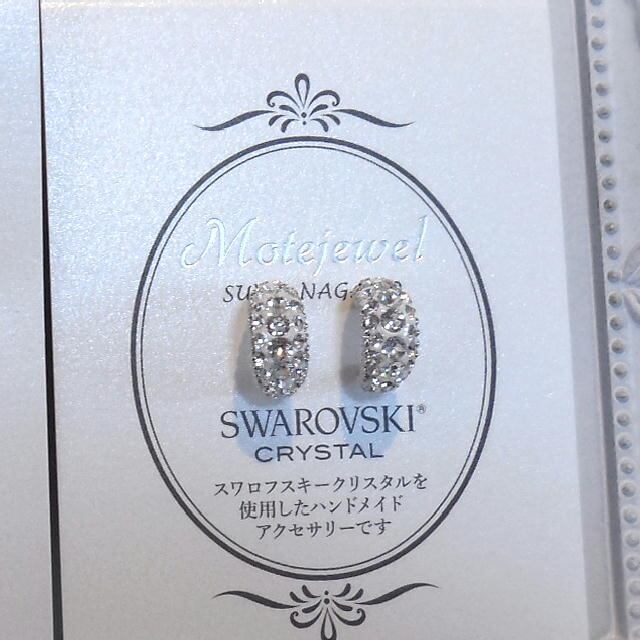 Motejewel
SWAROVSKI®
CRYSTAL
スワロフスキークリスタルを
使用したハンドメイド
アクセサリーです